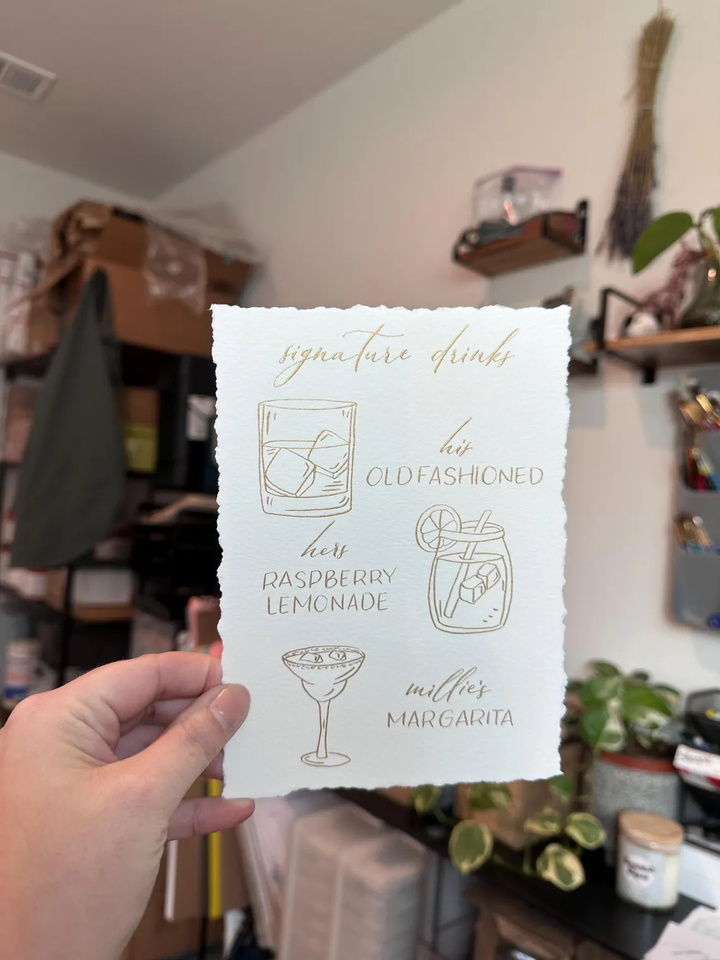 signature drinks
his
OLD FASHIONED
hers
RASPBERRY
LEMONADE
millie's
MARGARITA